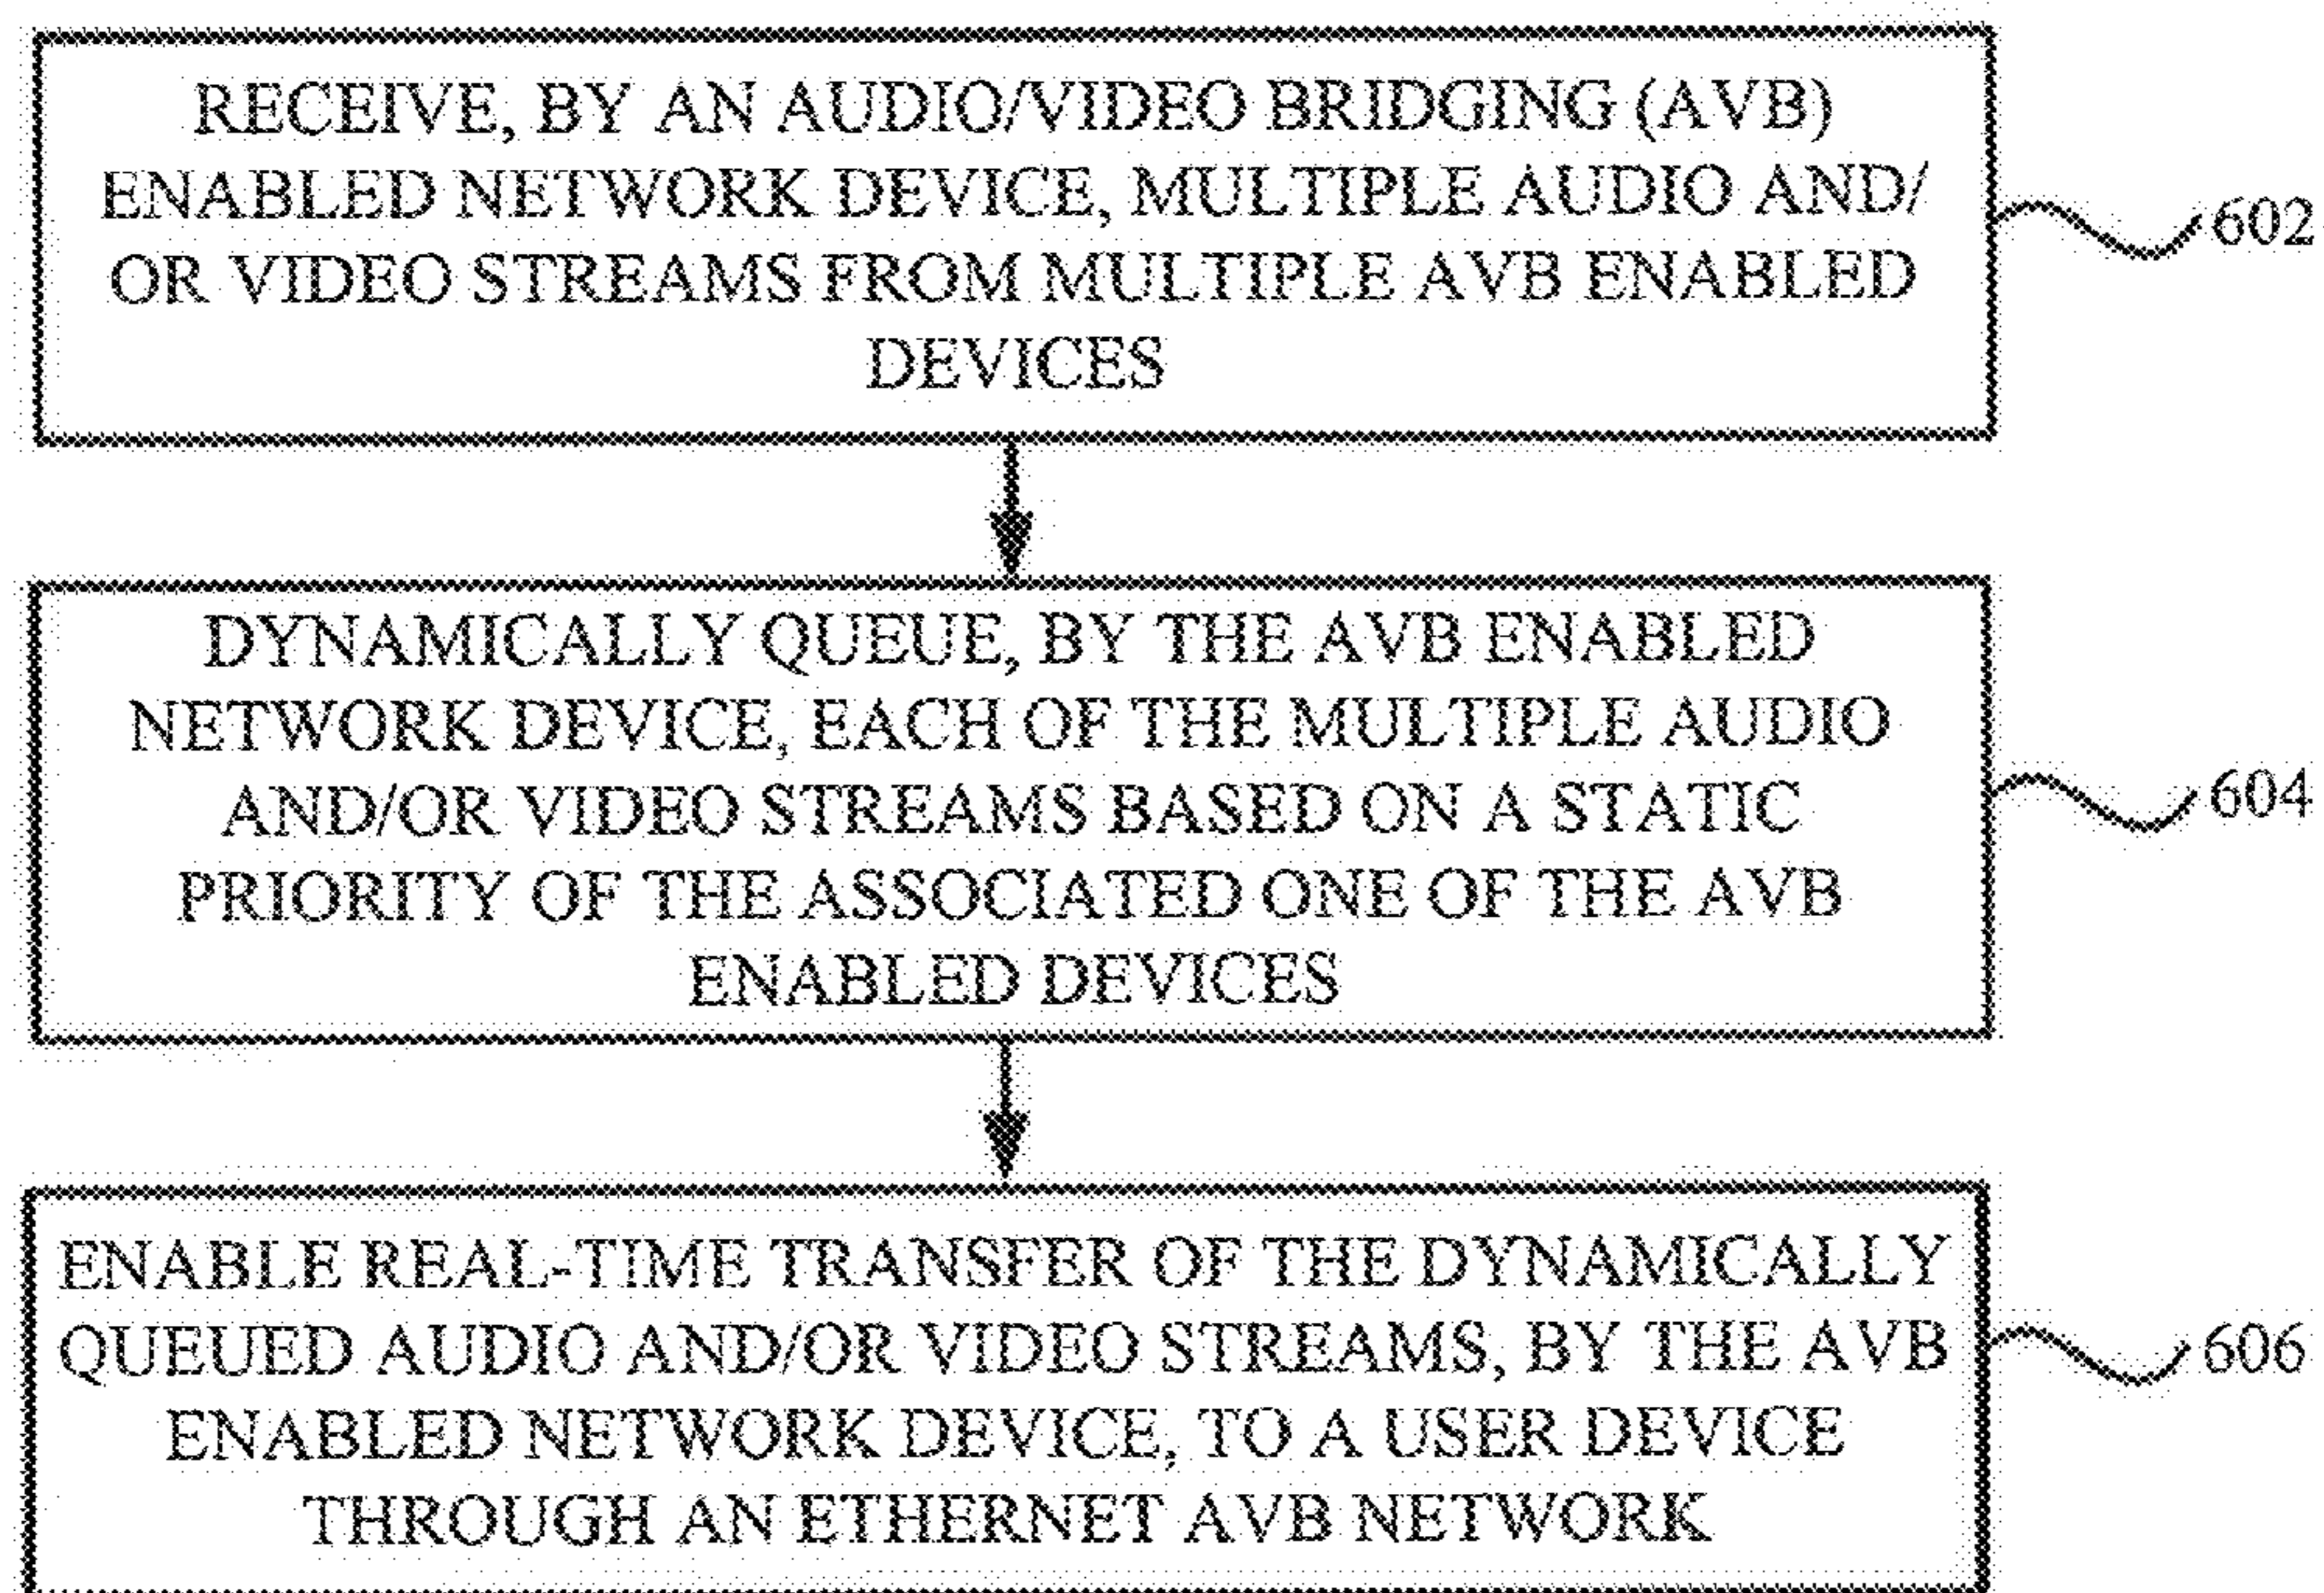 RECEIVE, BY AN AUDIO/VIDEO BRIDGING (AVB)
ENABLED NETWORK DEVICE, MULTIPLE AUDIO AND/
OR VIDEO STREAMS FROM MULTIPLE AVB ENABLED
DEVICES
602
DYNAMICALLY QUEUE, BY THE AVB ENABLED
NETWORK DEVICE, EACH OF THE MULTIPLE AUDIO
AND/OR VIDEO STREAMS BASED ON A STATIC
PRIORITY OF THE ASSOCIATED ONE OF THE AVB
ENABLED DEVICES
604
ENABLE REAL-TIME TRANSFER OF THE DYNAMICALLY
QUEUED AUDIO AND/OR VIDEO STREAMS, BY THE AVB
ENABLED NETWORK DEVICE, TO A USER DEVICE
THROUGH AN ETHERNET AVB NETWORK
606